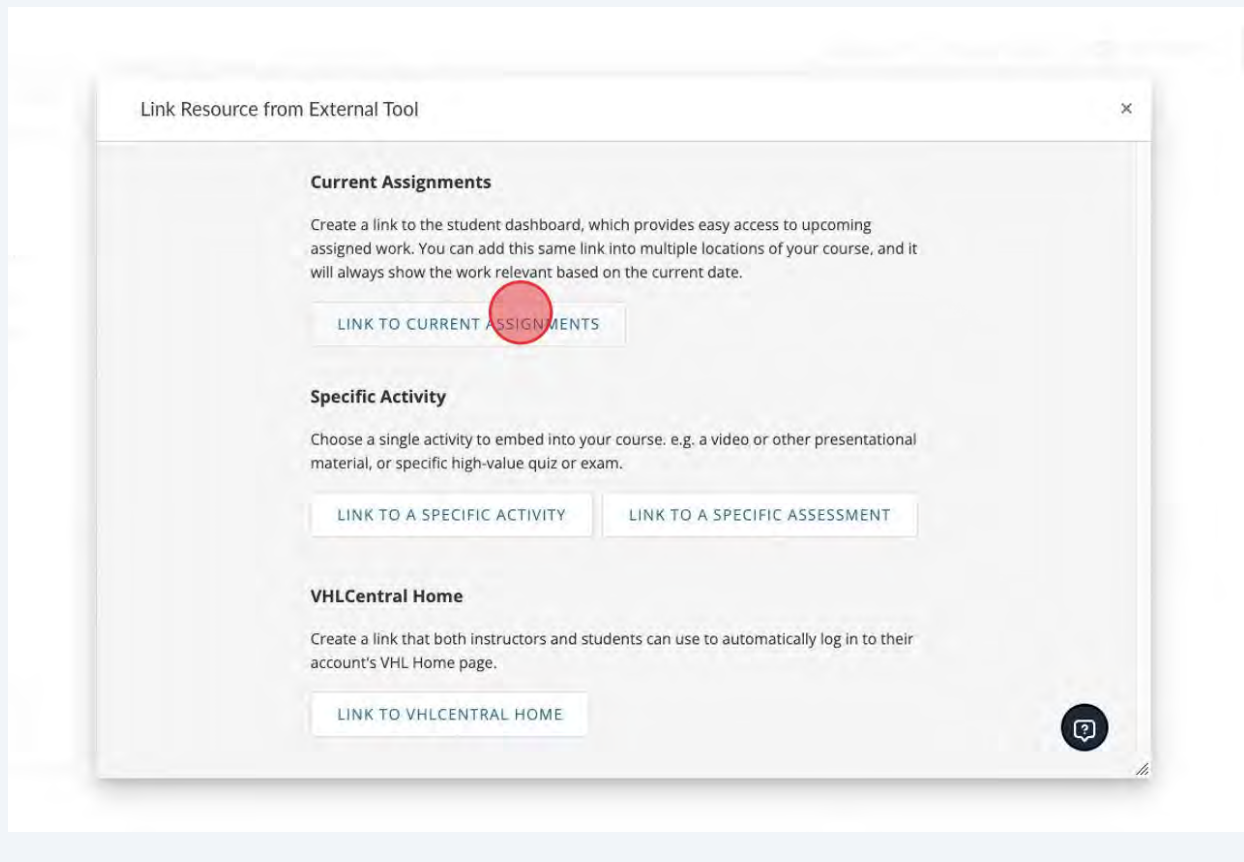 Link Resource from External Tool
×
Current Assignments
Create a link to the student dashboard, which provides easy access to upcoming
assigned work. You can add this same link into multiple locations of your course, and it
will always show the work relevant based on the current date.
LINK TO CURRENT ASSIGNMENTS
Specific Activity
Choose a single activity to embed into your course. e.g. a video or other presentational
material, or specific high-value quiz or exam.
LINK TO A SPECIFIC ACTIVITY LINK TO A SPECIFIC ASSESSMENT
VHLCentral Home
Create a link that both instructors and students can use to automatically log in to their
account's VHL Home page.
LINK TO VHLCENTRAL HOME
?